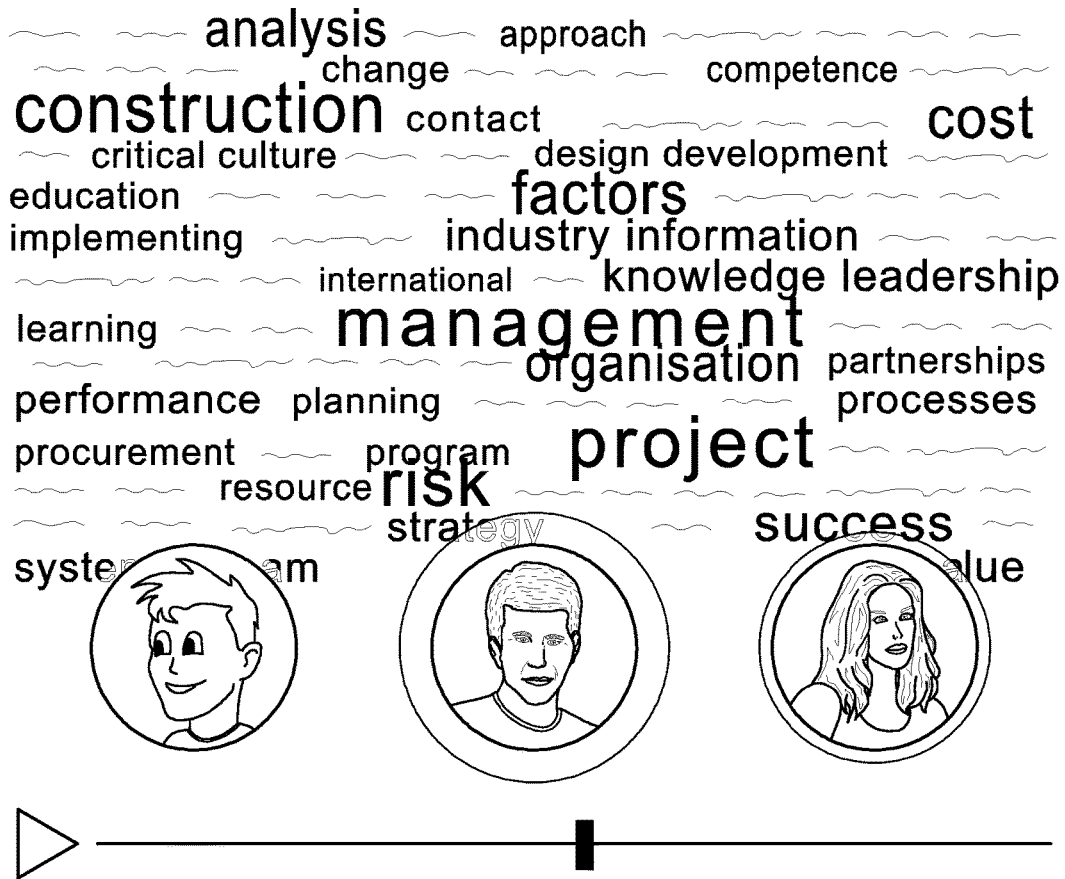 analysis approach
change competence
construction contact cost
critical culture design development
education factors
implementing industry information
international knowledge leadership
learning management
organisation partnerships
performance planning processes
procurement program project
resource risk
strategy success